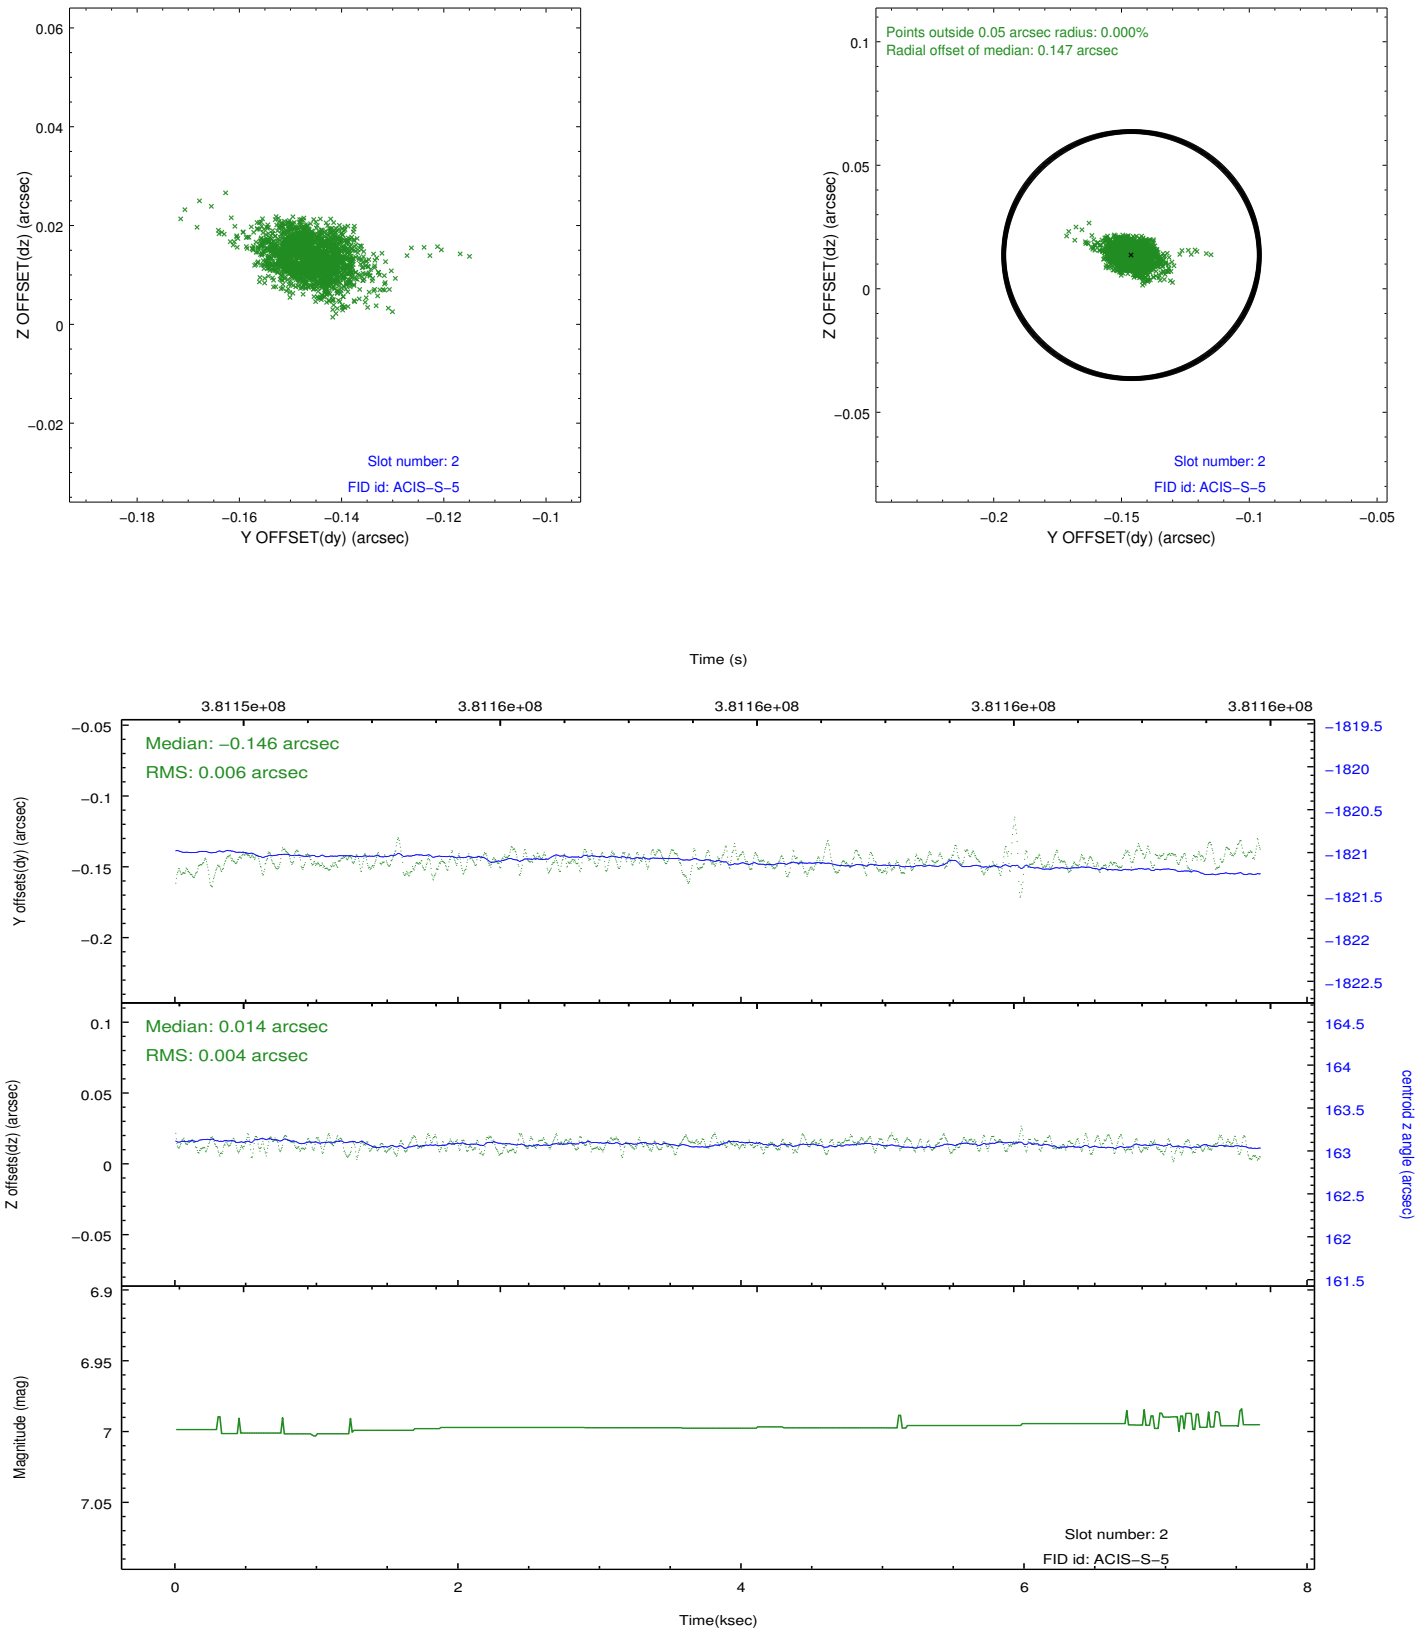 0.06
0.04
0.02
0
−0.02
Z OFFSET(dz) (arcsec)
Slot number: 2
FID id: ACIS−S−5
−0.18
−0.16
−0.14
−0.12
−0.1
Y OFFSET(dy) (arcsec)
Points outside 0.05 arcsec radius: 0.000%
Radial offset of median: 0.147 arcsec
0.1
0.05
0
−0.05
Z OFFSET(dz) (arcsec)
Slot number: 2
FID id: ACIS−S−5
−0.2
−0.15
−0.1
−0.05
Y OFFSET(dy) (arcsec)
Time (s)
3.8115e+08
3.8116e+08
3.8116e+08
3.8116e+08
3.8116e+08
Median: −0.146 arcsec
RMS: 0.006 arcsec
−0.05
−0.1
−0.15
−0.2
Y offsets(dy) (arcsec)
−1819.5
−1820
−1820.5
−1821
−1821.5
−1822
−1822.5
Median: 0.014 arcsec
RMS: 0.004 arcsec
0.1
0.05
0
−0.05
Z offsets(dz) (arcsec)
164.5
164
163.5
163
162.5
162
161.5
centroid z angle (arcsec)
6.9
6.95
7
7.05
Magnitude (mag)
Slot number: 2
FID id: ACIS−S−5
0
2
4
6
8
Time(ksec)